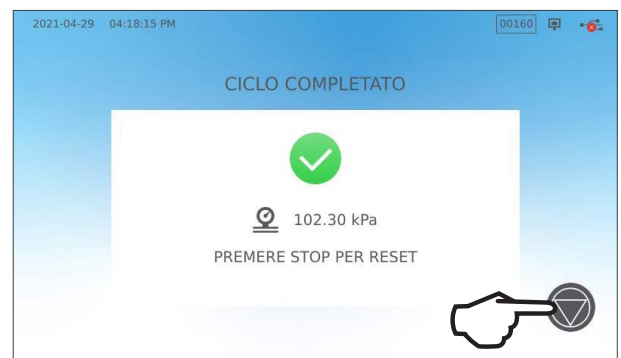 2021-04-29 04:18:15 PM 00160
CICLO COMPLETATO
102.30 kPa
PREMERE STOP PER RESET